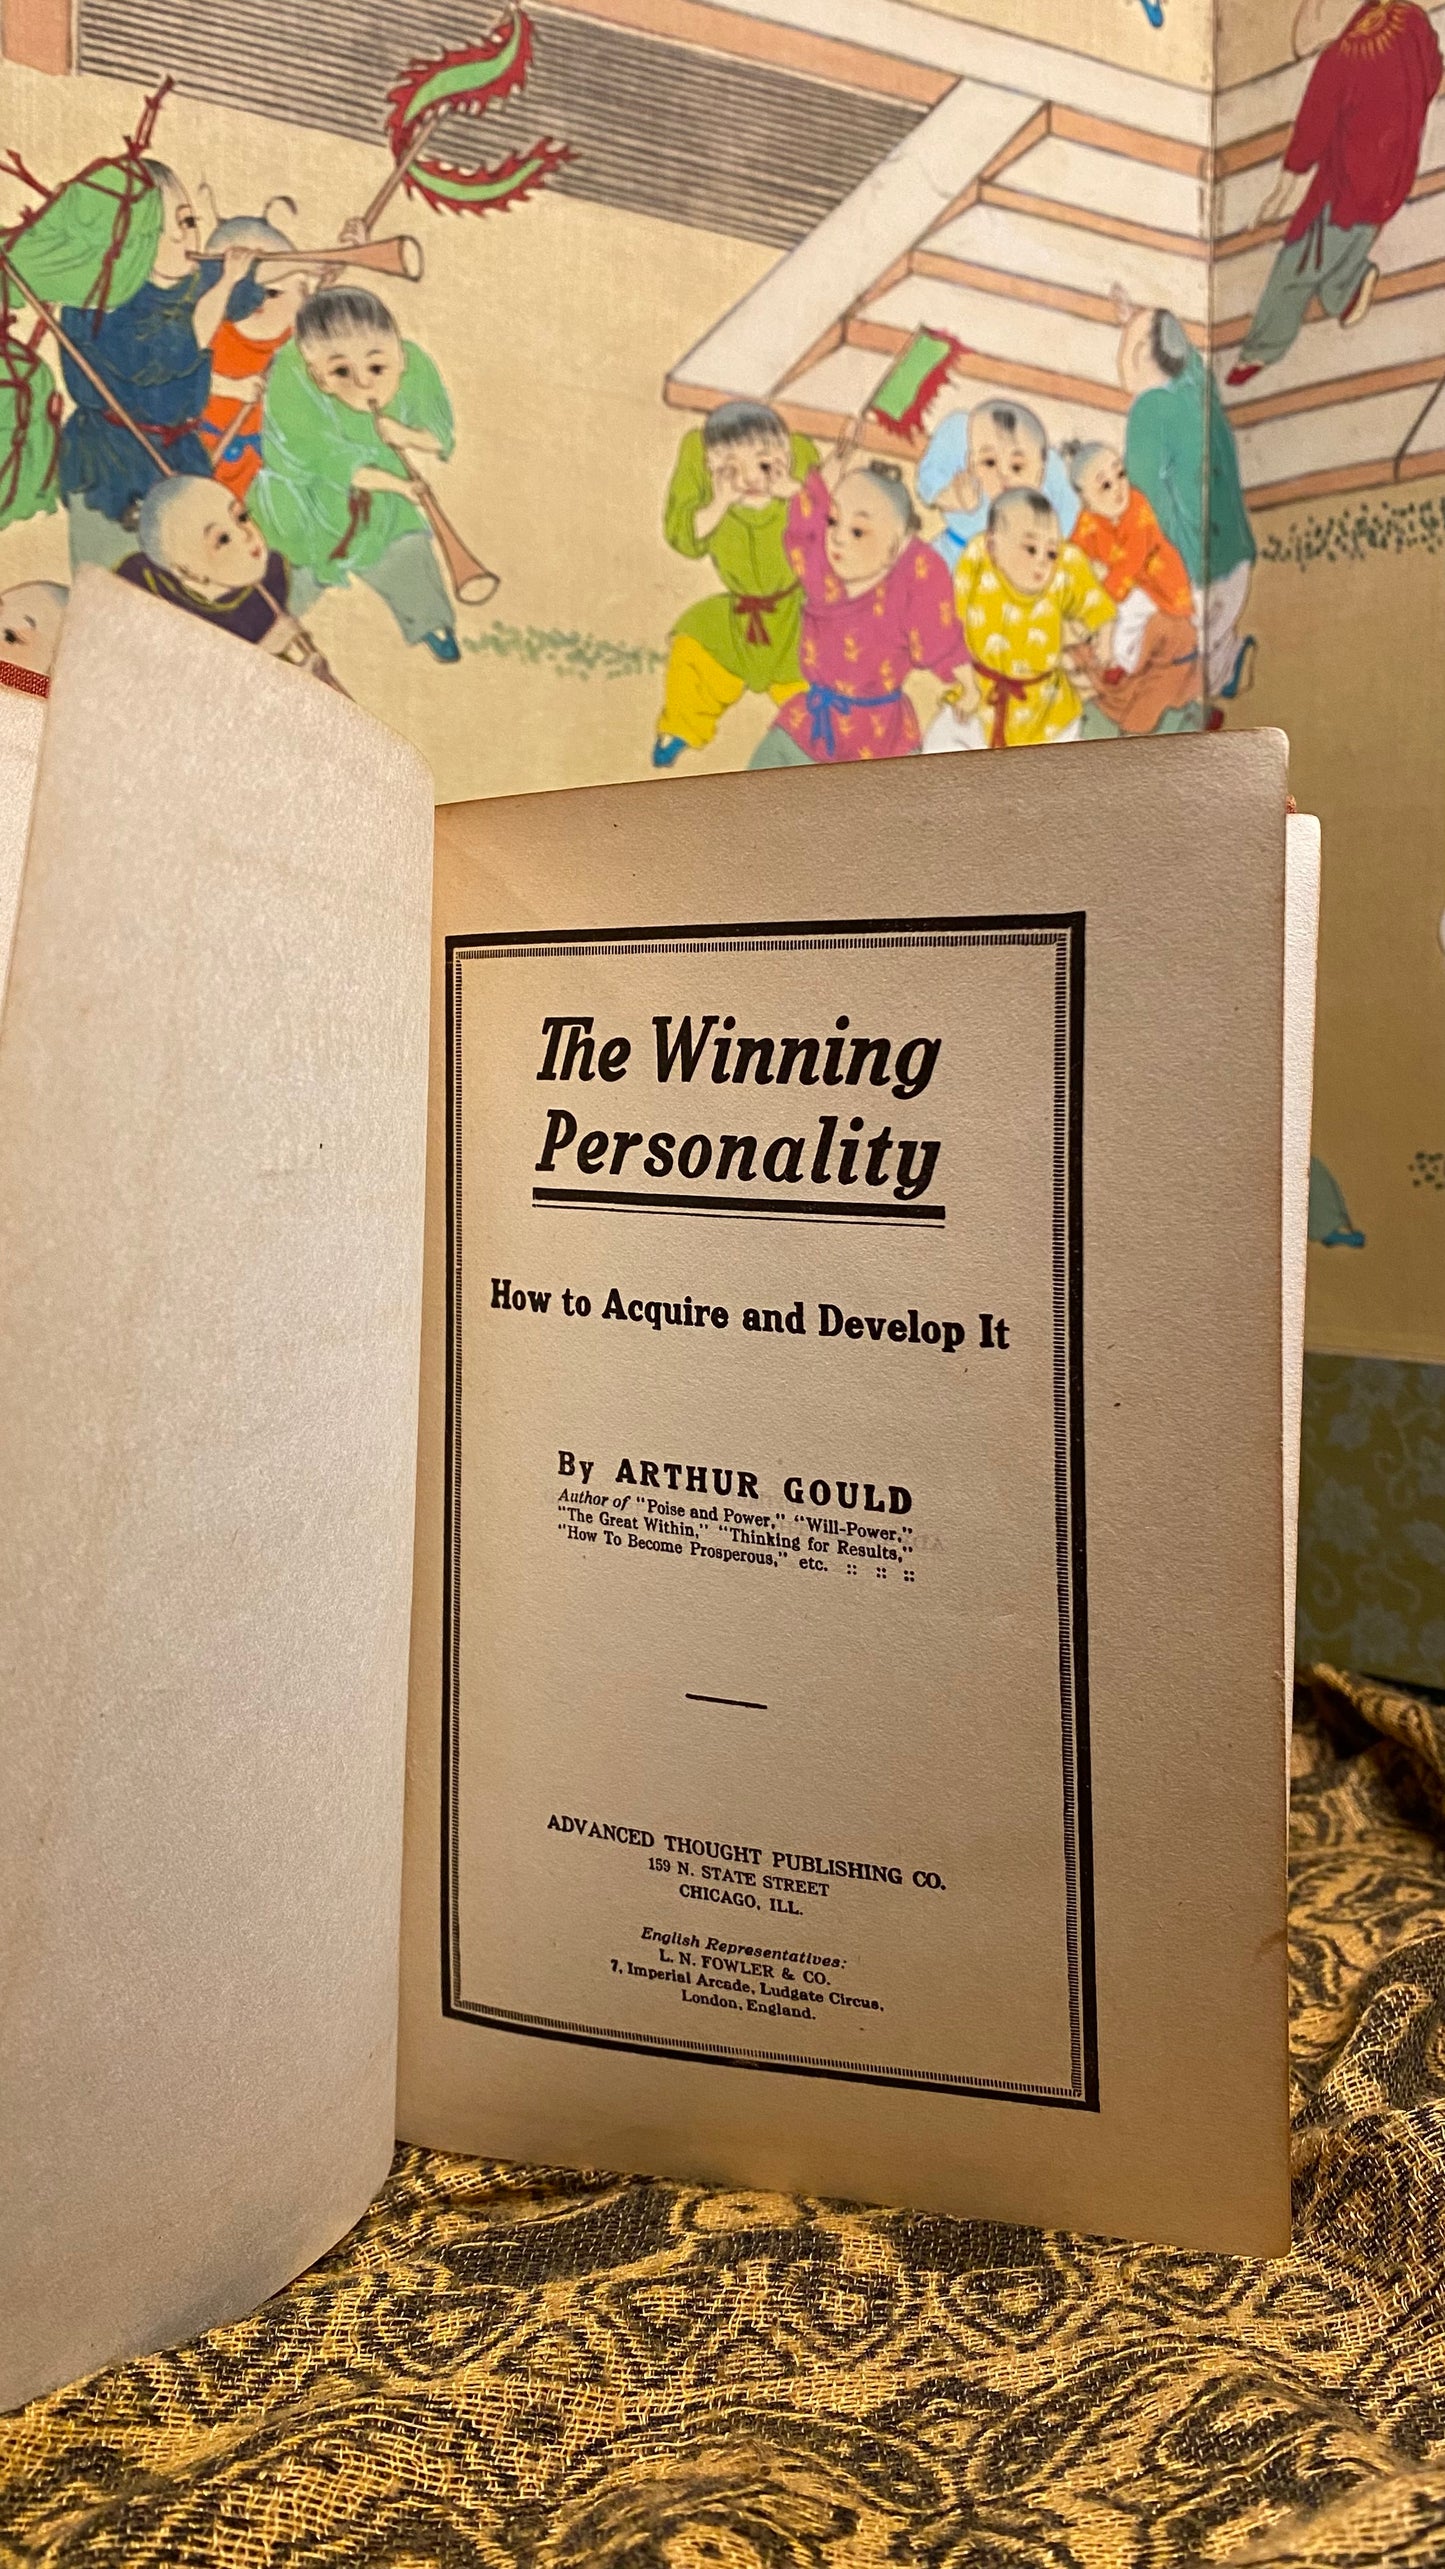 The Winning
Personality
How to Acquire and Develop It
By ARTHUR GOULD
Author of "Poise and Power," "Will-Power,"
"The Great Within," "Thinking for Results,"
"How To Become Prosperous," etc. :: :: ::
ADVANCED THOUGHT PUBLISHING CO.
159 N. STATE STREET
CHICAGO, ILL.
English Representatives:
L. N. FOWLER & CO.
7, Imperial Arcade, Ludgate Circus,
London, England.